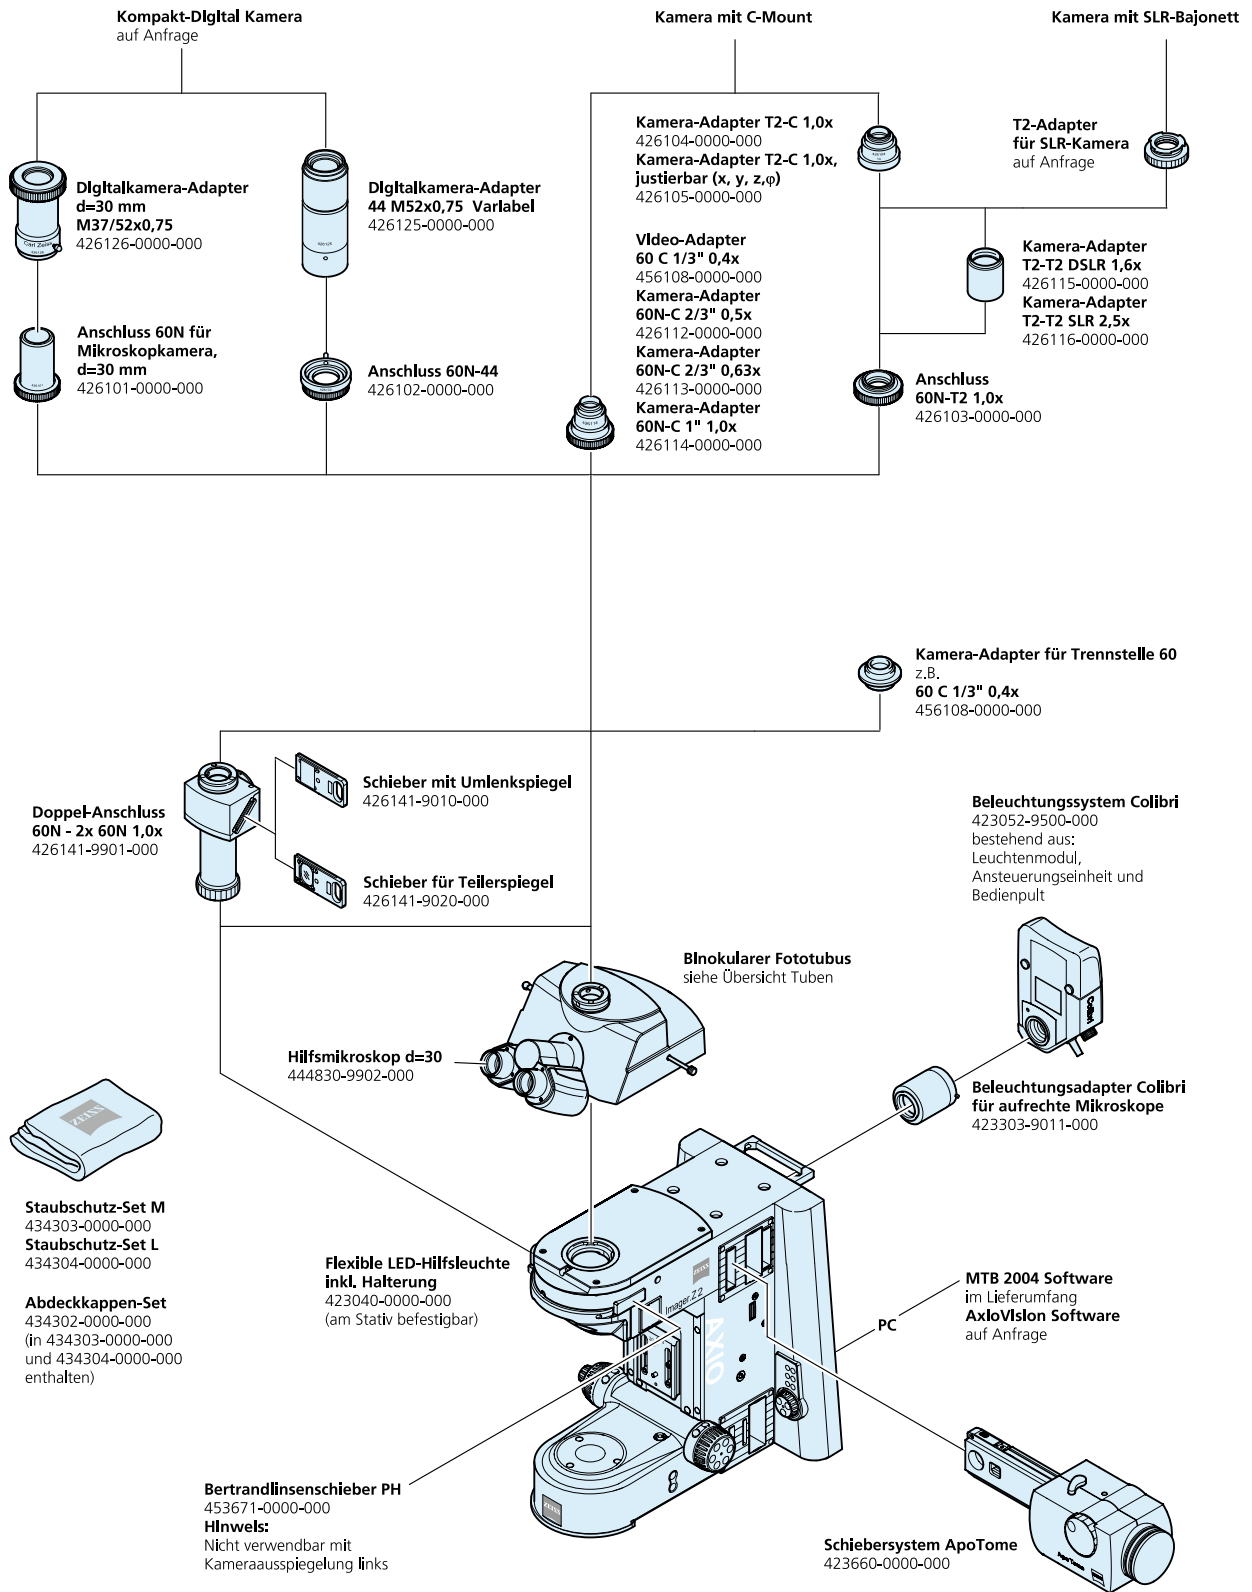 Kompakt-Digital Kamera
auf Anfrage
Kamera mit C-Mount
Kamera mit SLR-Bajonett
Digitalkamera-Adapter
d=30 mm
M37/52x0,75
426126-0000-000
Digitalkamera-Adapter
44 M52x0,75 Variabel
426125-0000-000
Kamera-Adapter T2-C 1,0x
426104-0000-000
Kamera-Adapter T2-C 1,0x,
justierbar (x, y, z,φ)
426105-0000-000
T2-Adapter
für SLR-Kamera
auf Anfrage
Video-Adapter
60 C 1/3" 0,4x
456108-0000-000
Kamera-Adapter
60N-C 2/3" 0,5x
426112-0000-000
Kamera-Adapter
60N-C 2/3" 0,63x
426113-0000-000
Kamera-Adapter
60N-C 1" 1,0x
426114-0000-000
Kamera-Adapter
T2-T2 DSLR 1,6x
426115-0000-000
Kamera-Adapter
T2-T2 SLR 2,5x
426116-0000-000
Anschluss 60N für
Mikroskopkamera,
d=30 mm
426101-0000-000
Anschluss 60N-44
426102-0000-000
Anschluss
60N-T2 1,0x
426103-0000-000
Carl Zeiss
Kamera-Adapter für Trennstelle 60
z.B.
60 C 1/3" 0,4x
456108-0000-000
Schieber mit Umlenkspiegel
426141-9010-000
Doppel-Anschluss
60N - 2x 60N 1,0x
426141-9901-000
Schieber für Teilerspiegel
426141-9020-000
Beleuchtungssystem Colibri
423052-9500-000
bestehend aus:
Leuchtenmodul,
Ansteuerungseinheit und
Bedienpult
Colibri
Binokularer Fototubus
siehe Übersicht Tuben
Hilfsmikroskop d=30
444830-9902-000
Beleuchtungsadapter Colibri
für aufrechte Mikroskope
423303-9011-000
ZEISS
Staubschutz-Set M
434303-0000-000
Staubschutz-Set L
434304-0000-000
Abdeckkappen-Set
434302-0000-000
(in 434303-0000-000
und 434304-0000-000
enthalten)
Flexible LED-Hilfsleuchte
inkl. Halterung
423040-0000-000
(am Stativ befestigbar)
ZEISS
Imager.Z2
AXIO
ZEISS
PC
MTB 2004 Software
im Lieferumfang
AxioVision Software
auf Anfrage
Bertrandlinsenschieber PH
453671-0000-000
Hinweis:
Nicht verwendbar mit
Kameraausspiegelung links
Schiebersystem ApoTome
423660-0000-000
ApoTome